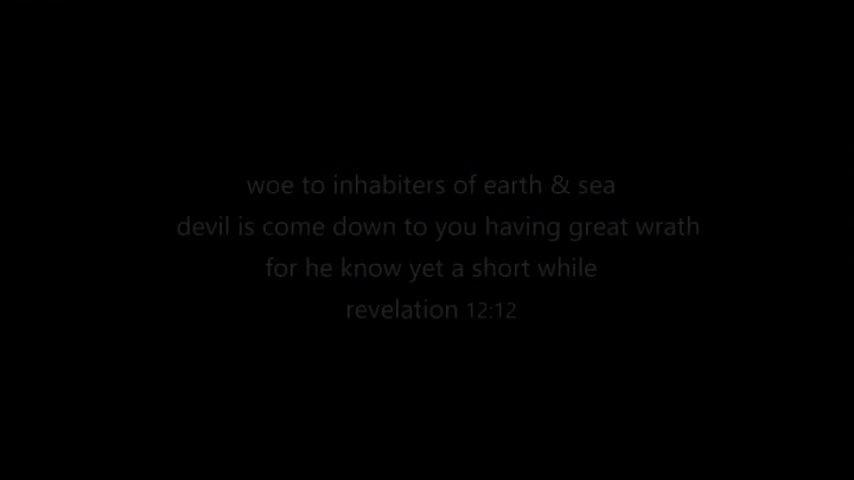 woe to inhabiters of earth & sea
devil is come down to you having great wrath
for he know yet a short while
revelation 12:12